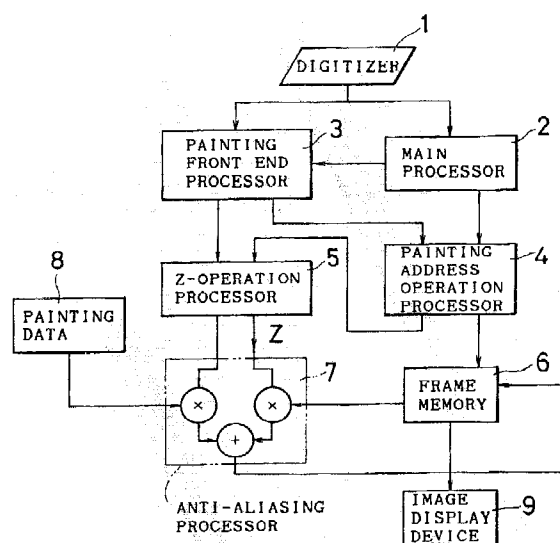 1
DIGITIZER
3
2
PAINTING
FRONT END
PROCESSOR
MAIN
PROCESSOR
5
4
8
Z-OPERATION
PROCESSOR
PAINTING
ADDRESS
OPERATION
PROCESSOR
PAINTING
DATA
Z
7
6
×
×
FRAME
MEMORY
+
ANTI-ALIASING
PROCESSOR
IMAGE
DISPLAY
DEVICE
9